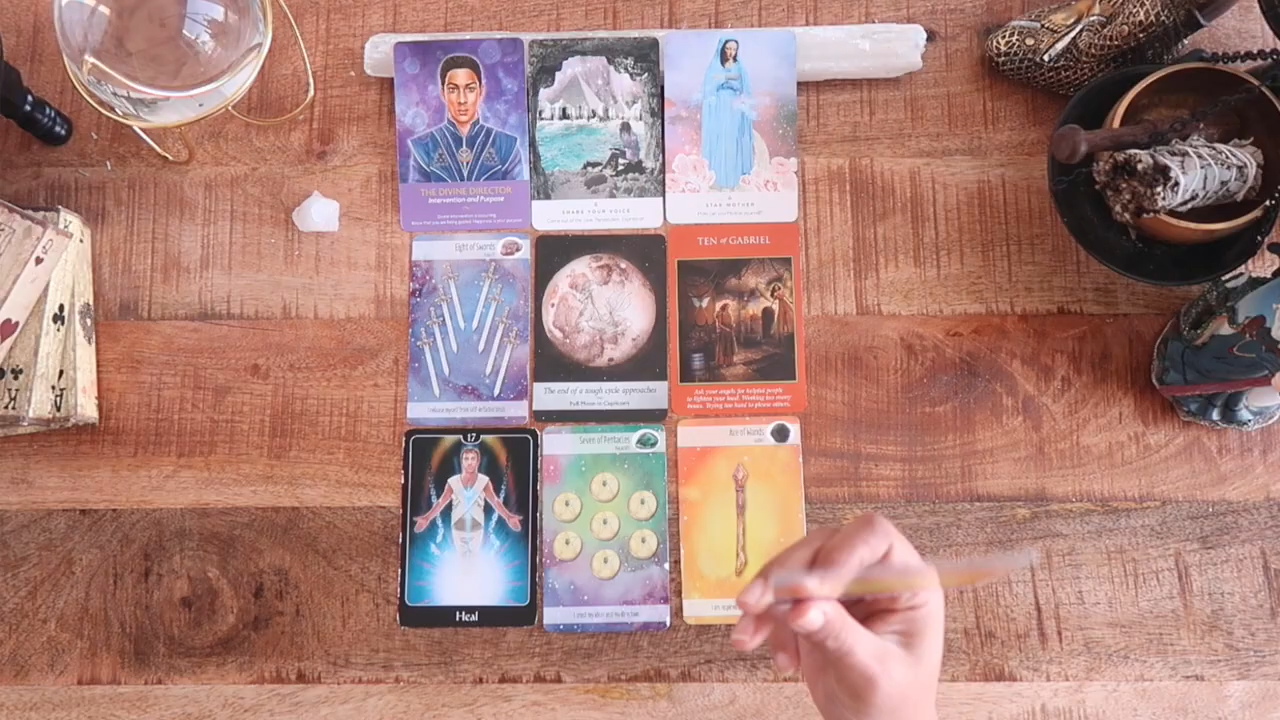 THE DIVINE DIRECTOR
Intervention and Purpose
SHARE YOUR VOICE
STAR MOTHER
Eight of Swords
TEN of GABRIEL
The end of a tough cycle approaches
Full Moon in Capricorn
Ask your angels for helpful people
to lighten your load. Working too many
hours. Trying too hard to please others.
17
Heal
Seven of Pentacles
Ace of Wands
Q
K
A